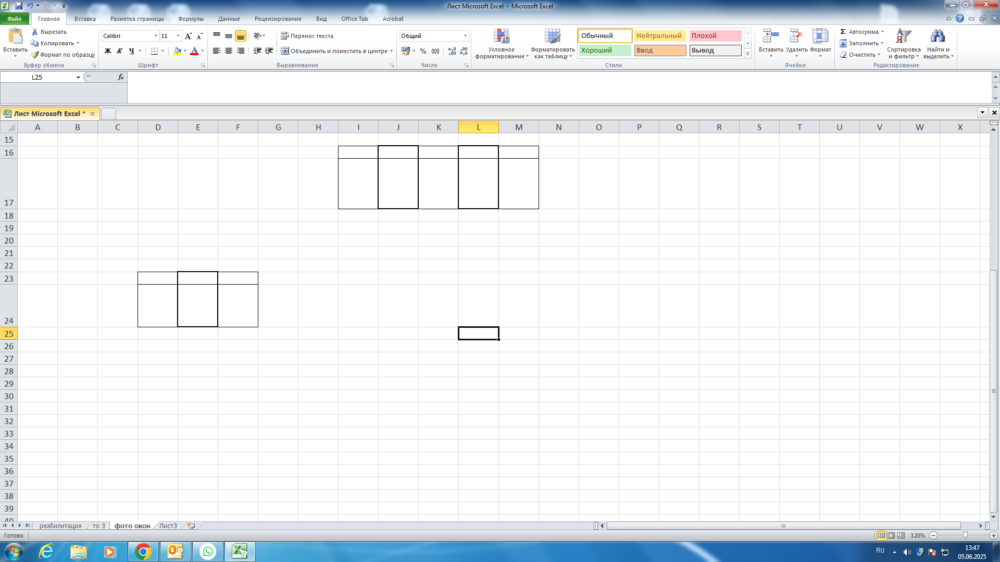 Лист Microsoft Excel - Microsoft Excel
Файл Главная Вставка Разметка страницы Формулы Данные Рецензирование Вид Office Tab Acrobat
Вставить
Вырезать
Копировать
Формат по образцу
Буфер обмена
Calibri 11
Ж К Ч
Шрифт
Перенос текста
Объединить и поместить в центре
Выравнивание
Общий
% 000
Число
Условное форматирование
Форматировать как таблицу
Обычный Нейтральный Плохой
Хороший Ввод Вывод
Стили
Вставить Удалить Формат
Ячейки
Σ Автосумма
Заполнить
Очистить
Сортировка и фильтр
Найти и выделить
Редактирование
L25 fx
Лист Microsoft Excel *
A B C D E F G H I J K L M N O P Q R S T U V W X
15
16
17
18
19
20
21
22
23
24
25
26
27
28
29
30
31
32
33
34
35
36
37
38
39
40
реабилитация то 3 фото окон Лист3
Готово 120%
RU 13:47
05.06.2025